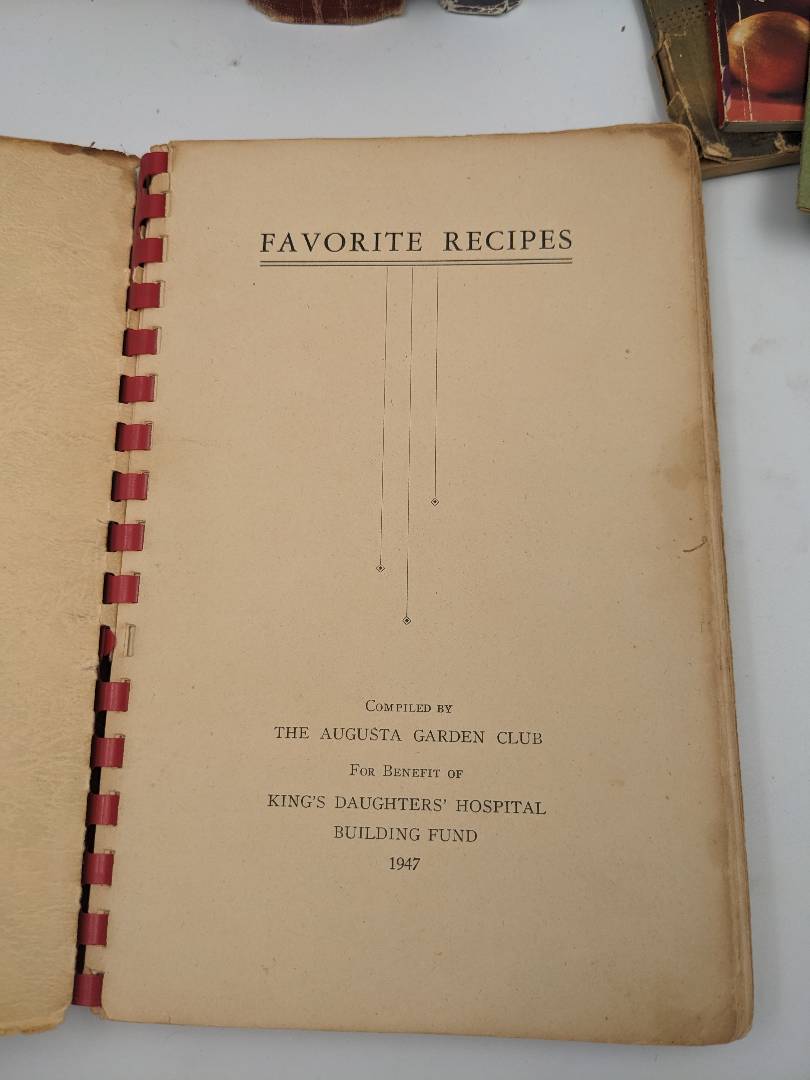 FAVORITE RECIPES
COMPILED BY
THE AUGUSTA GARDEN CLUB
FOR BENEFIT OF
KING'S DAUGHTERS' HOSPITAL
BUILDING FUND
1947